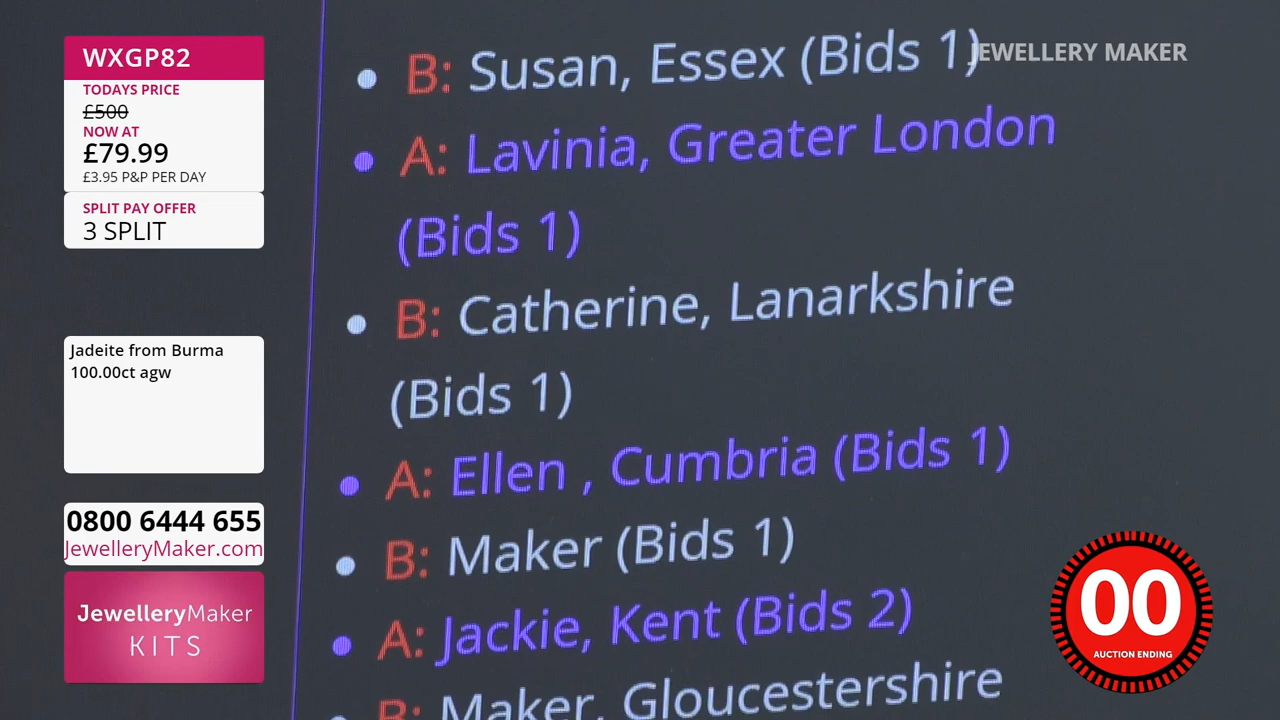 WXGP82
TODAYS PRICE
£500
NOW AT
£79.99
£3.95 P&P PER DAY
SPLIT PAY OFFER
3 SPLIT
Jadeite from Burma
100.00ct agw
0800 6444 655
JewelleryMaker.com
JewelleryMaker
KITS
JEWELLERY MAKER
B: Susan, Essex (Bids 1)
A: Lavinia, Greater London
(Bids 1)
B: Catherine, Lanarkshire
(Bids 1)
A: Ellen , Cumbria (Bids 1)
B: Maker (Bids 1)
A: Jackie, Kent (Bids 2)
B: Maker, Gloucestershire
00
AUCTION ENDING